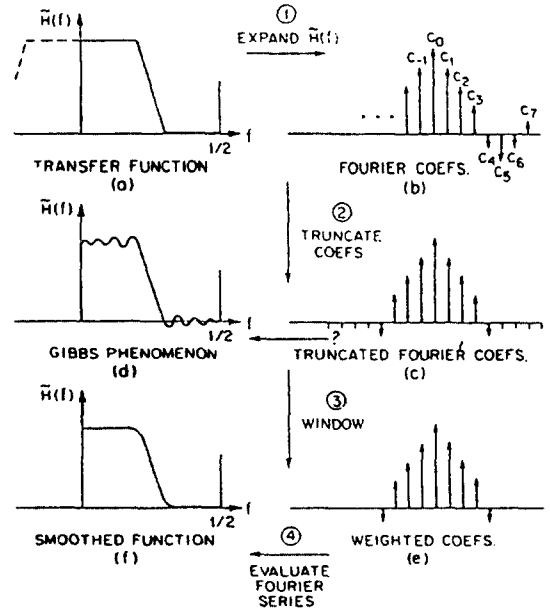 H̃(f)
①
EXPAND H̃(f)
C₀
C₋₁
C₁
C₂
C₃
C₇
C₄ C₅ C₆
. . .
f
1/2
TRANSFER FUNCTION
(a)
FOURIER COEFS.
(b)
②
TRUNCATE
COEFS
H̃(f)
f
1/2
GIBBS PHENOMENON
(d)
?
TRUNCATED FOURIER COEFS.
(c)
③
WINDOW
H̃(f)
f
1/2
SMOOTHED FUNCTION
(f)
④
EVALUATE
FOURIER
SERIES
WEIGHTED COEFS.
(e)